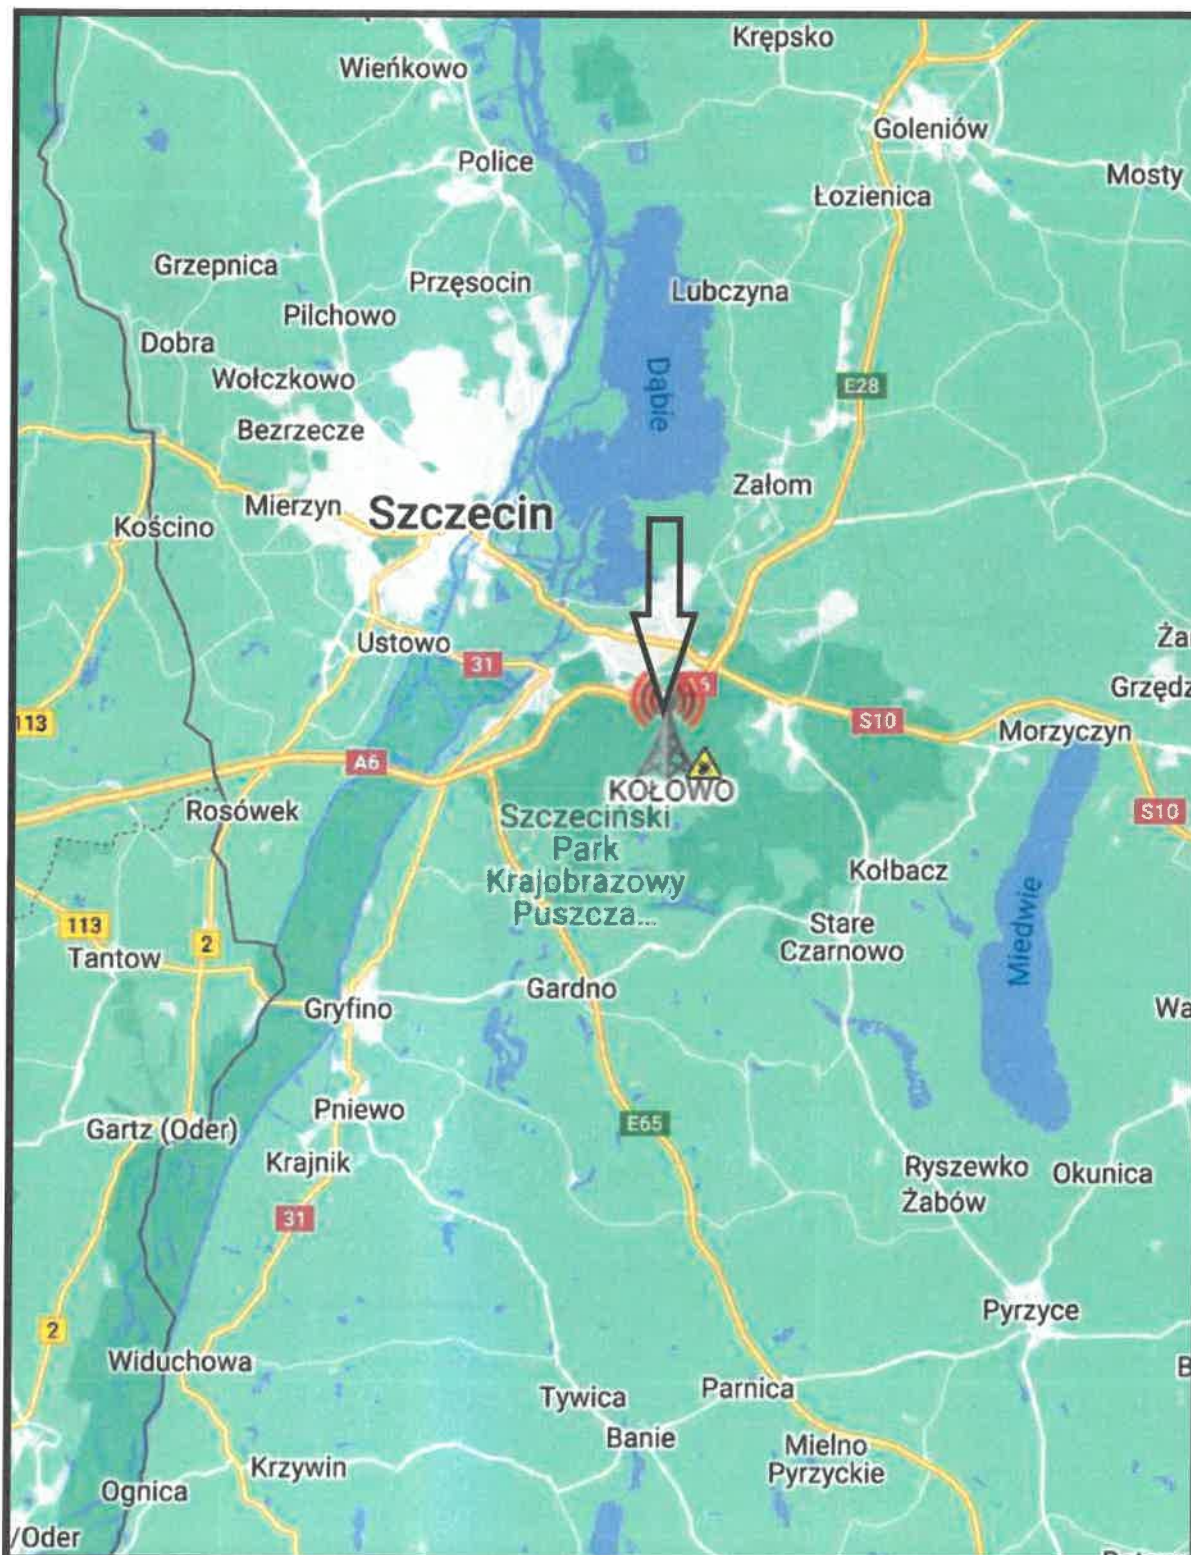 Krępsko
Wieńkowo
Goleniów
Police
Mosty
Łozienica
Grzepnica
Przęsocin
Lubczyna
Pilchowo
Dobra
Wołczkowo
Dąbie
E28
Bezrzecze
Załom
Mierzyn
Szczecin
Kościno
Ustowo
31
Ża
Grzędz
113
S10
Morzyczyn
A6
KOŁOWO
Rosówek
S10
Szczeciński
Park
Krajobrazowy
Puszcza...
Kołbacz
Miedwie
113
2
Stare
Czarnowo
Tantow
Gardno
Gryfino
Wa
Pniewo
Gartz (Oder)
E65
Krajnik
Ryszewko
Okunica
Żabów
31
Pyrzyce
2
Widuchowa
B
Tywica
Parnica
Banie
Mielno
Pyrzyckie
Krzywin
Ognica
/Oder